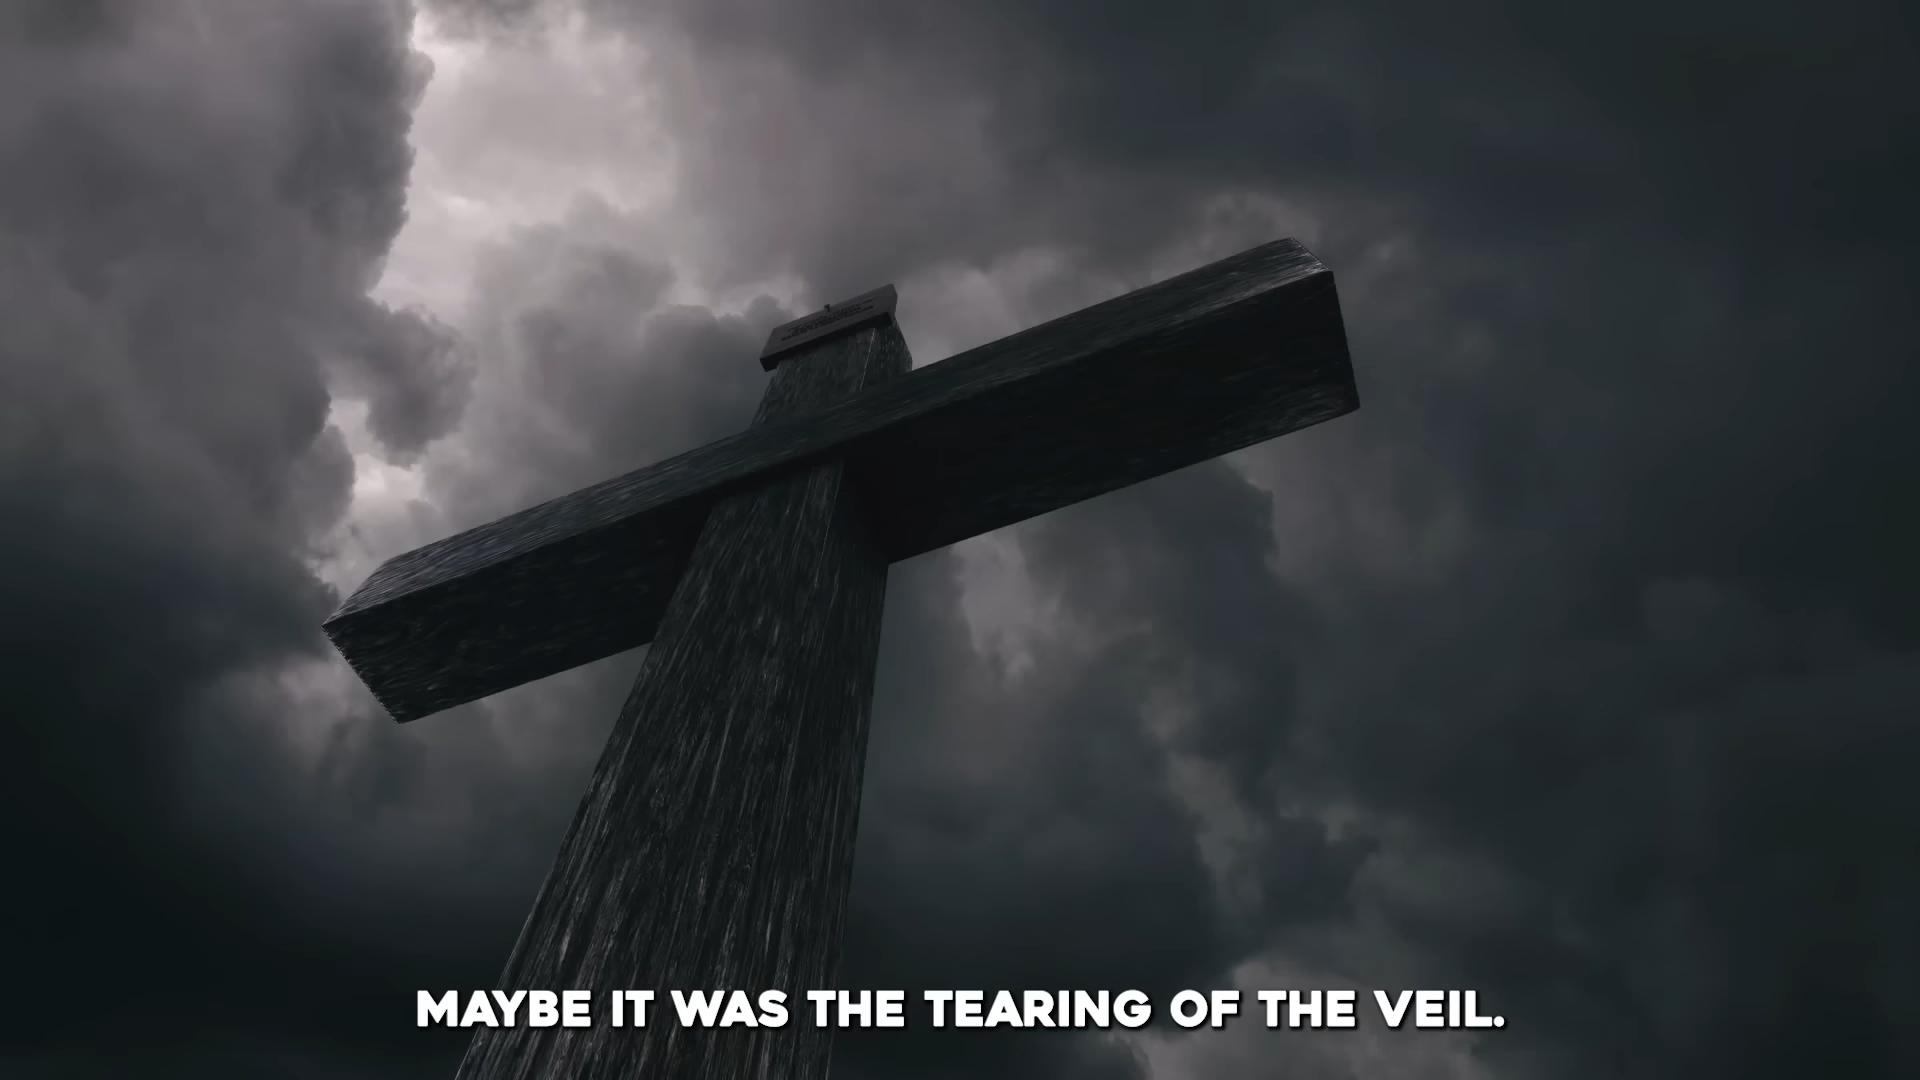 MAYBE IT WAS THE TEARING OF THE VEIL.